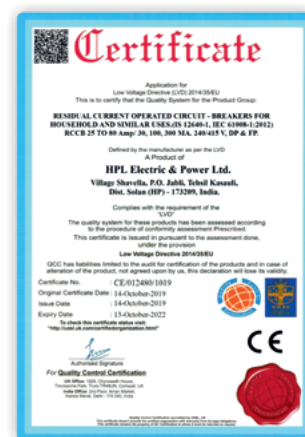 Certificate
Application for
Low Voltage Directive (LVD) 2014/35/EU
This is to certify that the Quality System for the Product Group:
RESIDUAL CURRENT OPERATED CIRCUIT - BREAKERS FOR
HOUSEHOLD AND SIMILAR USES.(IS 12640-1, IEC 61008-1:2012)
RCCB 25 TO 80 Amp/ 30, 100, 300 MA. 240/415 V, DP & FP.
Defined by the manufacturer as per the LVD
A Product of
HPL Electric & Power Ltd.
Village Shavella, P.O. Jabli, Tehsil Kasauli,
Dist. Solan (HP) - 173209, India.
Complies with the requirement of the
"LVD"
The quality system for these products has been assessed according
to the procedure of conformity assessment Prescribed.
This certificate is issued in pursuant to the assessment done,
under the provision
Low Voltage Directive 2014/35/EU
QCC has liabilities limited to the audit for certification of the products and in case of
alteration of the product, not agreed upon by us, this declaration will lose its validity.
Certificate No. : CE/012480/1019
Original Certificate Date : 14-October-2019
Issue Date : 14-October-2019
Expiry Date : 13-October-2022
To check this certificate status visit:
Authorised Signature
For Quality Control Certification
CE